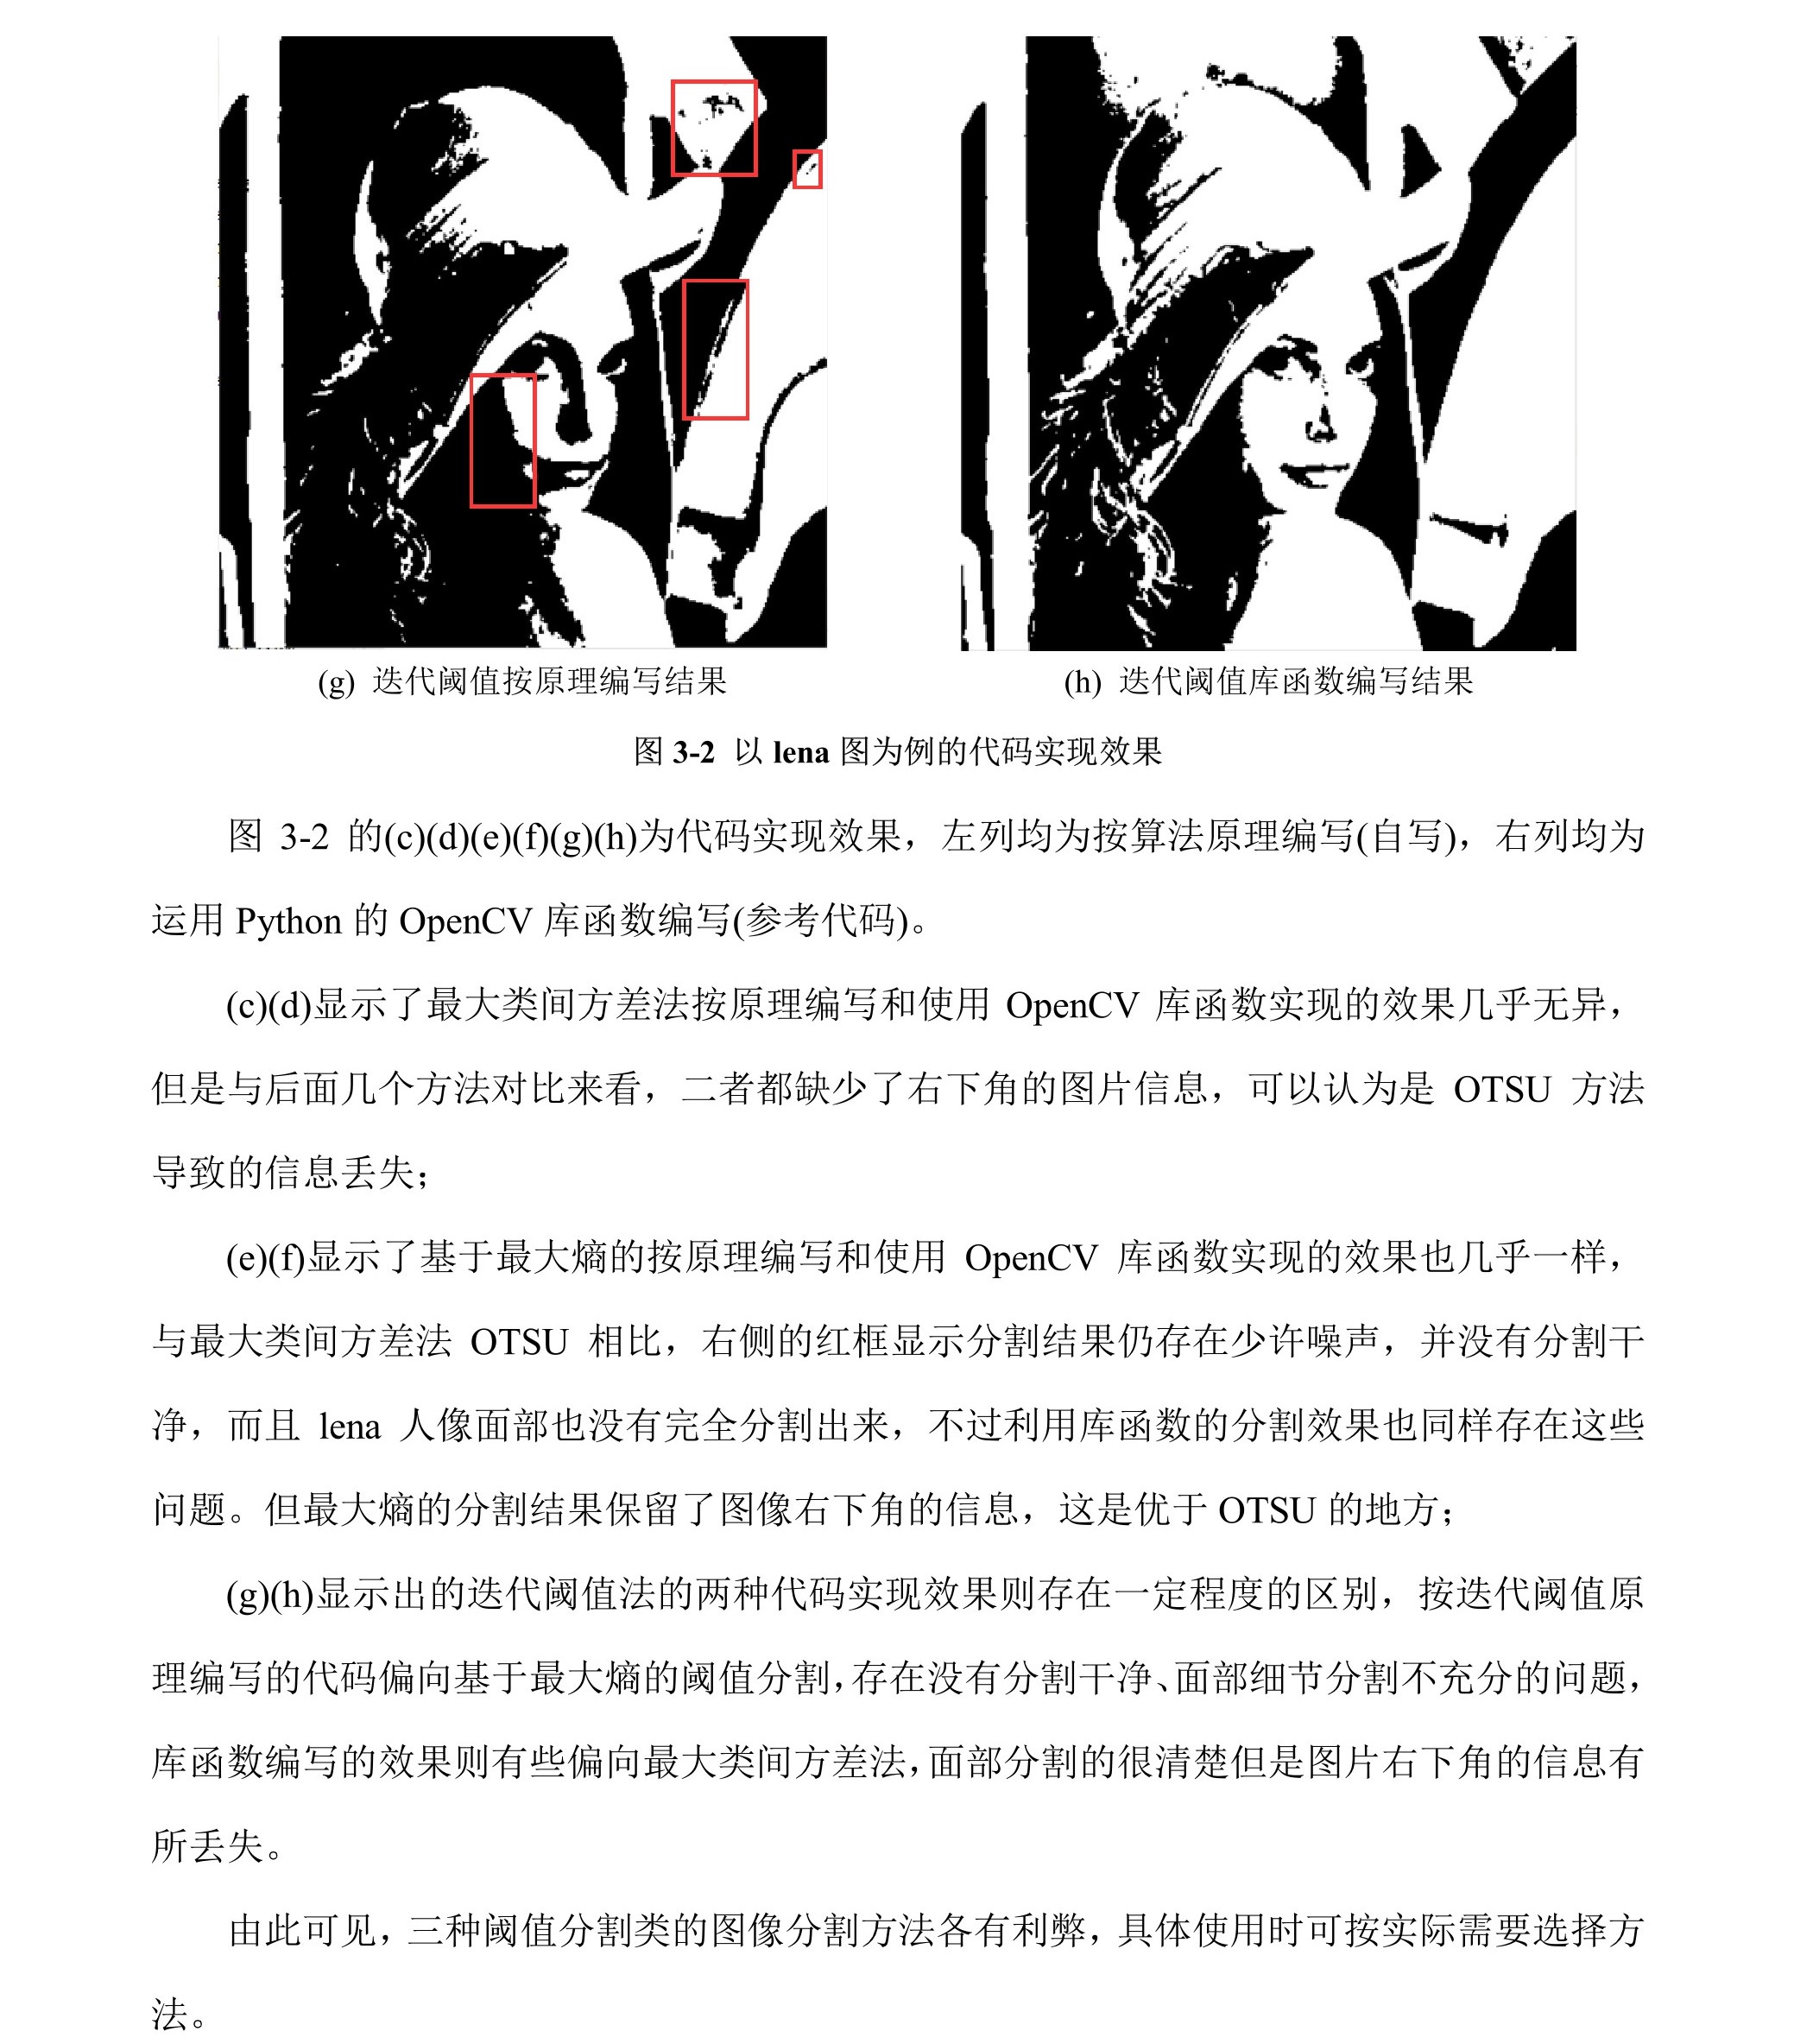 (g) 迭代阈值按原理编写结果
(h) 迭代阈值库函数编写结果
图 3-2 以 lena 图为例的代码实现效果
图 3-2 的(c)(d)(e)(f)(g)(h)为代码实现效果，左列均为按算法原理编写(自写)，右列均为
运用 Python 的 OpenCV 库函数编写(参考代码)。
(c)(d)显示了最大类间方差法按原理编写和使用 OpenCV 库函数实现的效果几乎无异，
但是与后面几个方法对比来看，二者都缺少了右下角的图片信息，可以认为是 OTSU 方法
导致的信息丢失；
(e)(f)显示了基于最大熵的按原理编写和使用 OpenCV 库函数实现的效果也几乎一样，
与最大类间方差法 OTSU 相比，右侧的红框显示分割结果仍存在少许噪声，并没有分割干
净，而且 lena 人像面部也没有完全分割出来，不过利用库函数的分割效果也同样存在这些
问题。但最大熵的分割结果保留了图像右下角的信息，这是优于 OTSU 的地方；
(g)(h)显示出的迭代阈值法的两种代码实现效果则存在一定程度的区别，按迭代阈值原
理编写的代码偏向基于最大熵的阈值分割，存在没有分割干净、面部细节分割不充分的问题，
库函数编写的效果则有些偏向最大类间方差法，面部分割的很清楚但是图片右下角的信息有
所丢失。
由此可见，三种阈值分割类的图像分割方法各有利弊，具体使用时可按实际需要选择方
法。